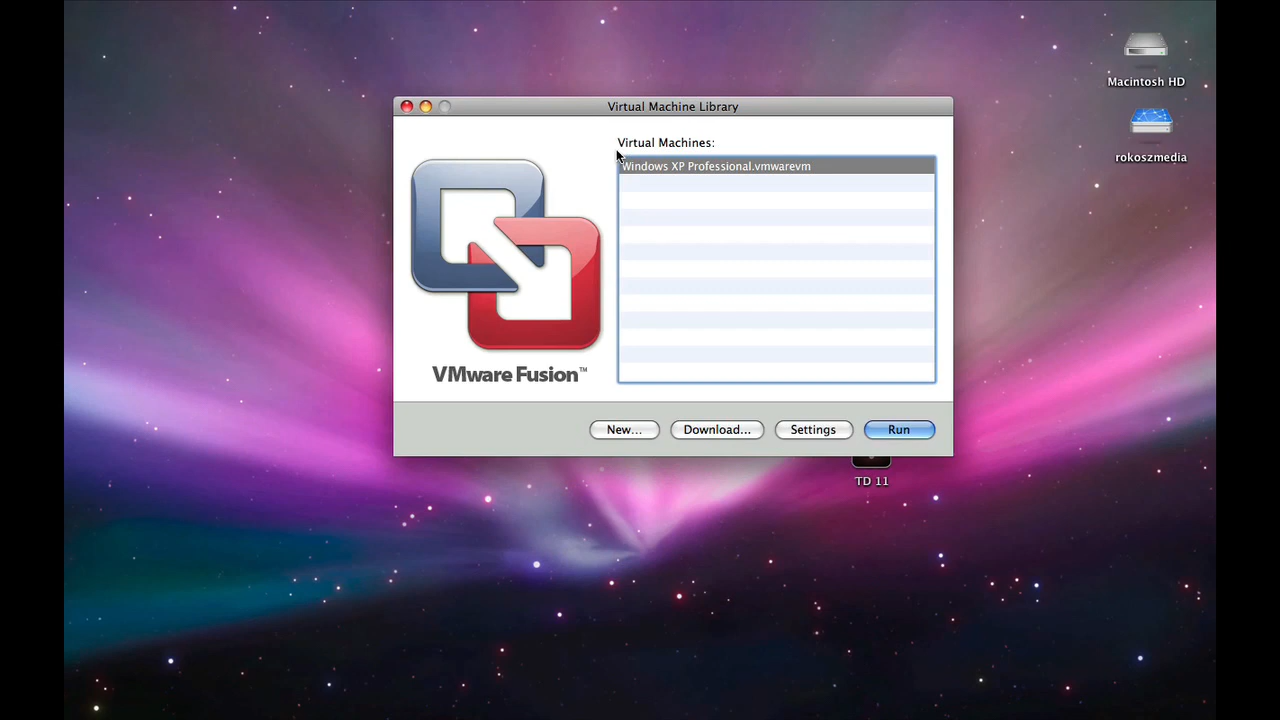 Virtual Machine Library
Macintosh HD
rokoszmedia
Virtual Machines:
Windows XP Professional.vmwarevm
VMware Fusion™
New...
Download...
Settings
Run
TD 11